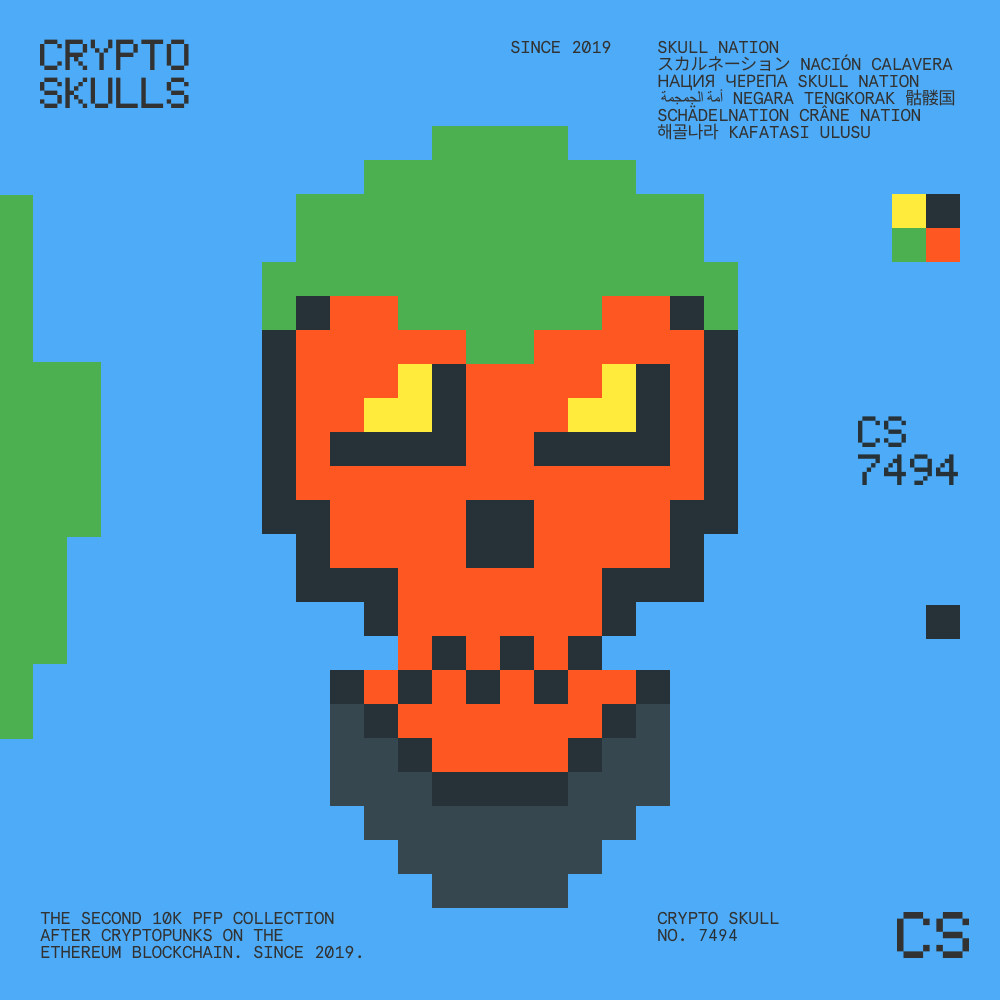 CRYPTO
SKULLS
SINCE 2019
SKULL NATION
スカルネーション NACIÓN CALAVERA
НАЦИЯ ЧЕРЕПА SKULL NATION
أمة الجمجمة NEGARA TENGKORAK 骷髅国
SCHÄDELNATION CRÂNE NATION
해골나라 KAFATASI ULUSU
CS
7494
THE SECOND 10K PFP COLLECTION
AFTER CRYPTOPUNKS ON THE
ETHEREUM BLOCKCHAIN. SINCE 2019.
CRYPTO SKULL
NO. 7494
CS